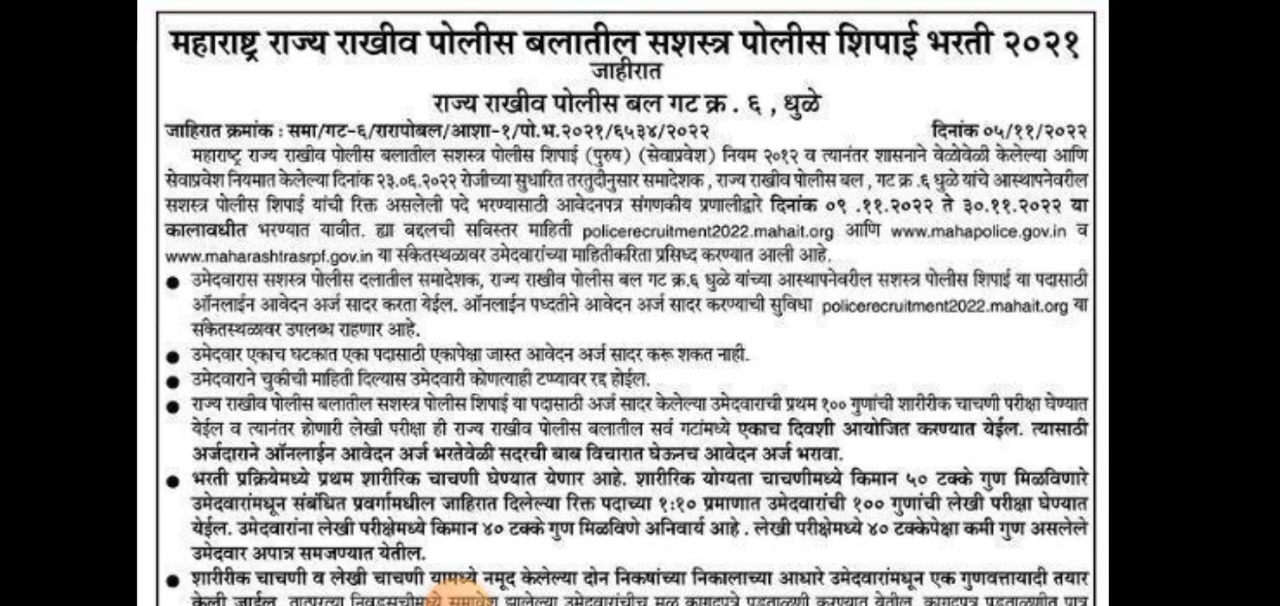 महाराष्ट्र राज्य राखीव पोलीस बलातील सशस्त्र पोलीस शिपाई भरती २०२१
जाहीरात
राज्य राखीव पोलीस बल गट क्र . ६ , धुळे
जाहिरात क्रमांक : समा/गट-६/रारापोबल/आशा-१/पो.भ.२०२१/६५३४/२०२२ दिनांक ०५/११/२०२२
महाराष्ट्र राज्य राखीव पोलीस बलातील सशस्त्र पोलीस शिपाई (पुरुष) (सेवाप्रवेश) नियम २०१२ व त्यानंतर शासनाने वेळोवेळी केलेल्या आणि
सेवाप्रवेश नियमात केलेल्या दिनांक २३.०६.२०२२ रोजीच्या सुधारित तरतुदीनुसार समादेशक , राज्य राखीव पोलीस बल , गट क्र .६ धुळे यांचे आस्थापनेवरील
सशस्त्र पोलीस शिपाई यांची रिक्त असलेली पदे भरण्यासाठी आवेदनपत्र संगणकीय प्रणालीद्वारे दिनांक ०९ .११.२०२२ ते ३०.११.२०२२ या
कालावधीत भरण्यात यावीत. ह्या बद्दलची सविस्तर माहिती policerecruitment2022.mahait.org आणि www.mahapolice.gov.in व
www.maharashtrasrpf.gov.in या संकेतस्थळावर उमेदवारांच्या माहितीकरिता प्रसिध्द करण्यात आली आहे.
● उमेदवारास सशस्त्र पोलीस दलातील समादेशक, राज्य राखीव पोलीस बल गट क्र.६ धुळे यांच्या आस्थापनेवरील सशस्त्र पोलीस शिपाई या पदासाठी
ऑनलाईन आवेदन अर्ज सादर करता येईल. ऑनलाईन पध्दतीने आवेदन अर्ज सादर करण्याची सुविधा policerecruitment2022.mahait.org या
संकेतस्थळावर उपलब्ध राहणार आहे.
● उमेदवार एकाच घटकात एका पदासाठी एकापेक्षा जास्त आवेदन अर्ज सादर करू शकत नाही.
● उमेदवाराने चुकीची माहिती दिल्यास उमेदवारी कोणत्याही टप्प्यावर रद्द होईल.
● राज्य राखीव पोलीस बलातील सशस्त्र पोलीस शिपाई या पदासाठी अर्ज सादर केलेल्या उमेदवाराची प्रथम १०० गुणांची शारीरीक चाचणी परीक्षा घेण्यात
येईल व त्यानंतर होणारी लेखी परीक्षा ही राज्य राखीव पोलीस बलातील सर्व गटांमध्ये एकाच दिवशी आयोजित करण्यात येईल. त्यासाठी
अर्जदाराने ऑनलाईन आवेदन अर्ज भरतेवेळी सदरची बाब विचारात घेऊनच आवेदन अर्ज भरावा.
● भरती प्रक्रियेमध्ये प्रथम शारीरिक चाचणी घेण्यात येणार आहे. शारीरिक योग्यता चाचणीमध्ये किमान ५० टक्के गुण मिळविणारे
उमेदवारांमधून संबंधित प्रवर्गामधील जाहिरात दिलेल्या रिक्त पदाच्या १:१० प्रमाणात उमेदवारांची १०० गुणांची लेखी परीक्षा घेण्यात
येईल. उमेदवारांना लेखी परीक्षेमध्ये किमान ४० टक्के गुण मिळविणे अनिवार्य आहे . लेखी परीक्षेमध्ये ४० टक्केपेक्षा कमी गुण असलेले
उमेदवार अपात्र समजण्यात येतील.
● शारीरीक चाचणी व लेखी चाचणी यामध्ये नमूद केलेल्या दोन निकषांच्या निकालाच्या आधारे उमेदवारांमधून एक गुणवत्तायादी तयार
केली जाईल.